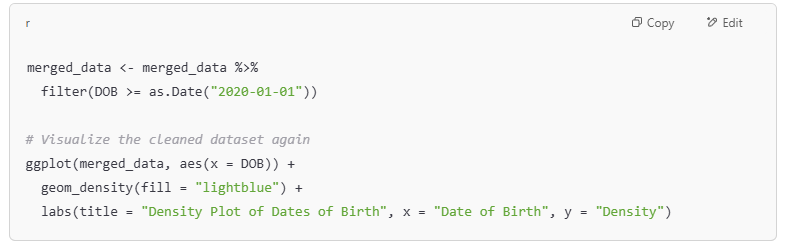 r
Copy
Edit
merged_data <- merged_data %>%
  filter(DOB >= as.Date("2020-01-01"))
# Visualize the cleaned dataset again
ggplot(merged_data, aes(x = DOB)) +
  geom_density(fill = "lightblue") +
  labs(title = "Density Plot of Dates of Birth", x = "Date of Birth", y = "Density")